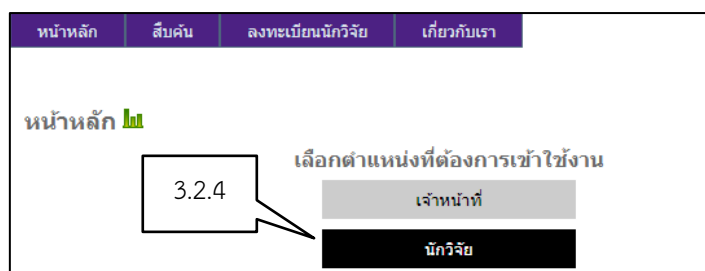 หน้าหลัก สืบค้น ลงทะเบียนนักวิจัย เกี่ยวกับเรา
หน้าหลัก
เลือกตำแหน่งที่ต้องการเข้าใช้งาน
3.2.4
เจ้าหน้าที่
นักวิจัย